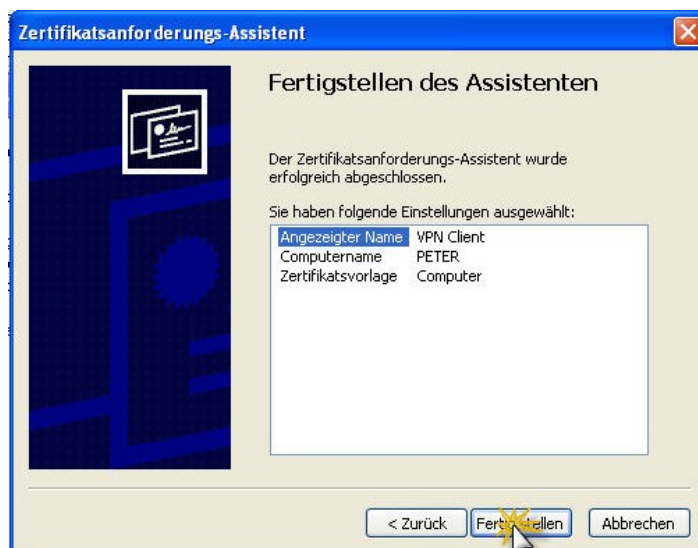 Zertifikatsanforderungs-Assistent
Fertigstellen des Assistenten
Der Zertifikatsanforderungs-Assistent wurde
erfolgreich abgeschlossen.
Sie haben folgende Einstellungen ausgewählt:
Angezeigter Name VPN Client
Computername PETER
Zertifikatsvorlage Computer
< Zurück Fertigstellen Abbrechen